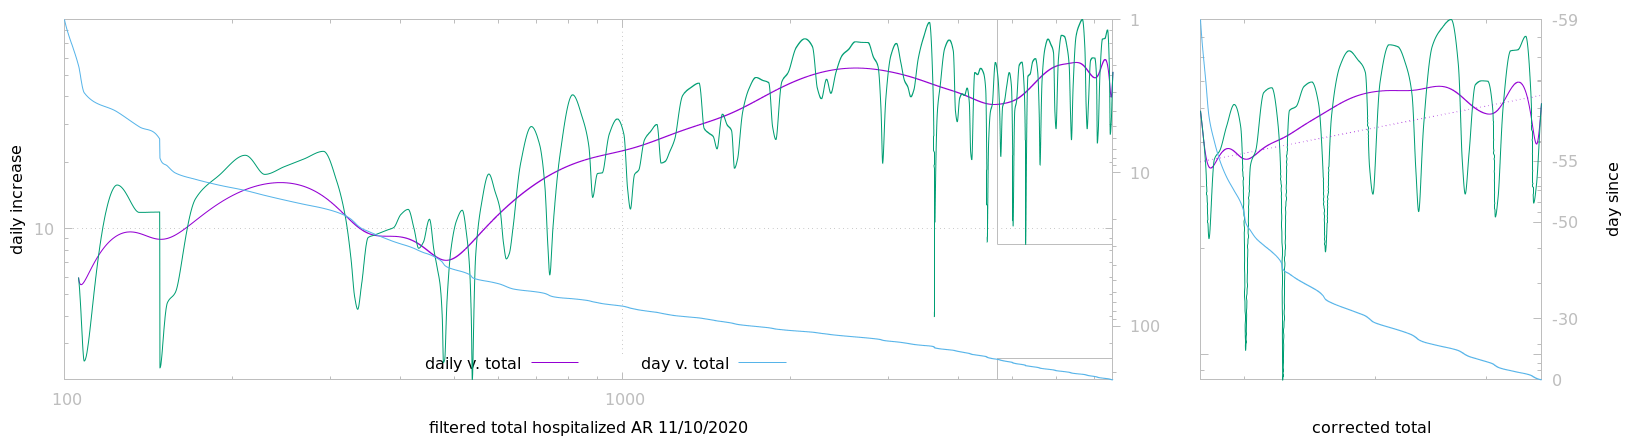 daily increase
10
100
1000
filtered total hospitalized AR 11/10/2020
daily v. total
day v. total
1
10
100
corrected total
-59
-55
-50
-30
0
day since